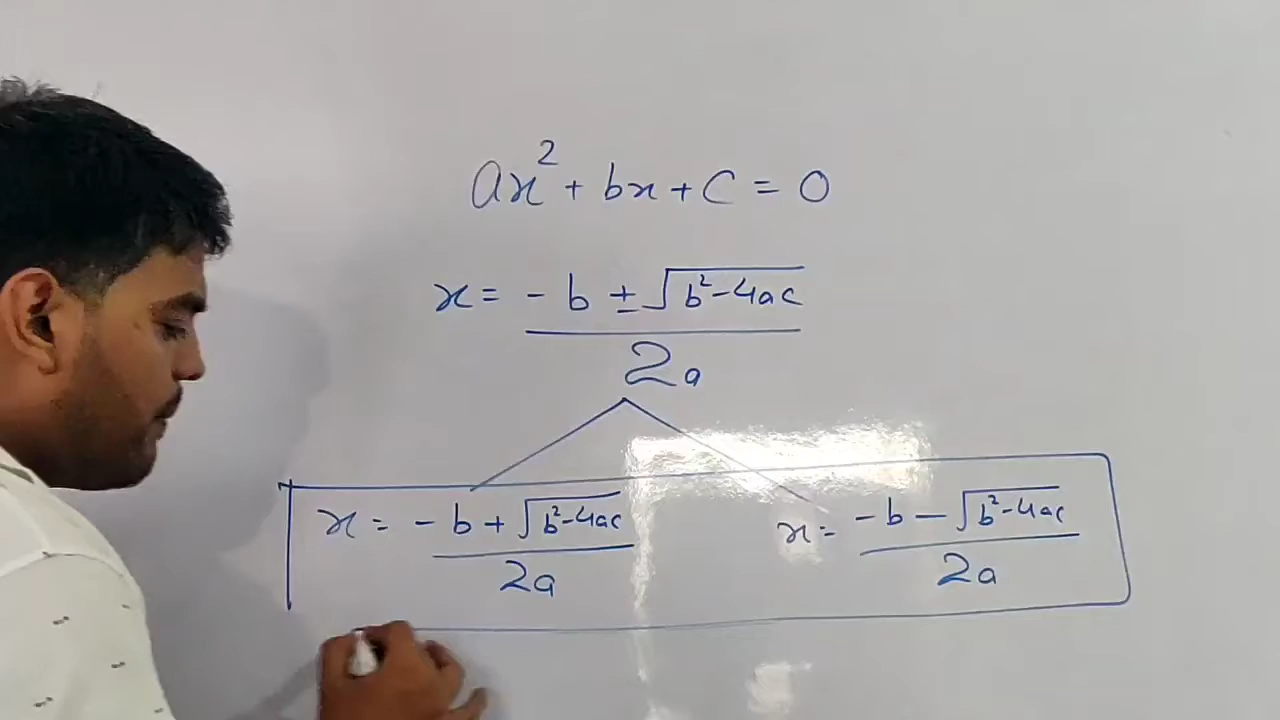 ax² + bx + c = 0
x = -b ± √b²-4ac
2a
x = -b + √b²-4ac x = -b - √b²-4ac
2a 2a